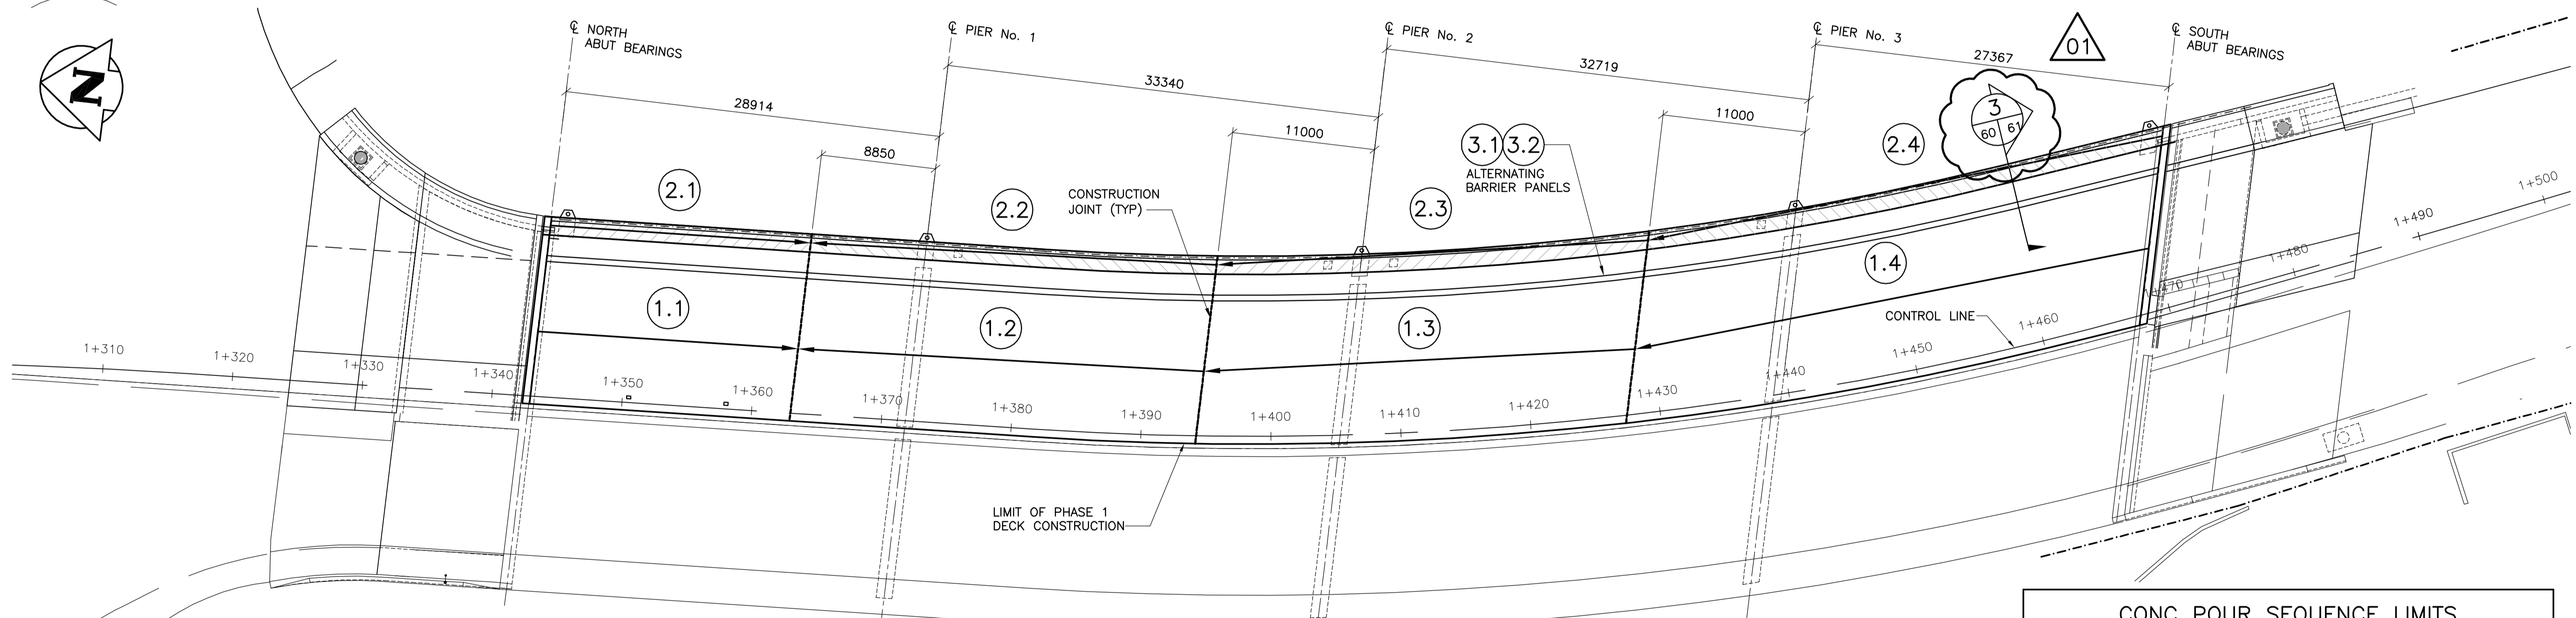 N
℄ NORTH
ABUT BEARINGS
℄ PIER No. 1
℄ PIER No. 2
℄ PIER No. 3
01
℄ SOUTH
ABUT BEARINGS
28914
33340
32719
27367
8850
11000
11000
3
60 61
2.1
2.2
2.3
2.4
3.1 3.2
ALTERNATING
BARRIER PANELS
CONSTRUCTION
JOINT (TYP)
1.1
1.2
1.3
1.4
CONTROL LINE
1+310
1+320
1+330
1+340
1+350
1+360
1+370
1+380
1+390
1+400
1+410
1+420
1+430
1+440
1+450
1+460
1+470
1+480
1+490
1+500
LIMIT OF PHASE 1
DECK CONSTRUCTION
CONC POUR SEQUENCE LIMITS